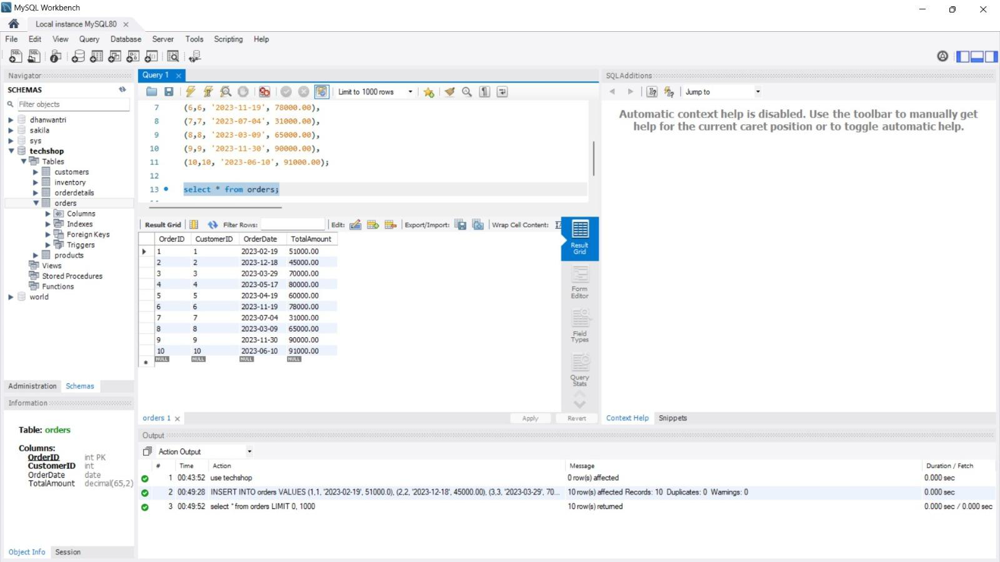 MySQL Workbench
Local instance MySQL80
File Edit View Query Database Server Tools Scripting Help
Navigator
SCHEMAS
Filter objects
dhanwantri
sakila
sys
techshop
Tables
customers
inventory
orderdetails
orders
Columns
Indexes
Foreign Keys
Triggers
products
Views
Stored Procedures
Functions
world
Administration Schemas
Information
Table: orders
Columns:
OrderID int PK
CustomerID int
OrderDate date
TotalAmount decimal(65,2)
Object Info Session
Query 1
Limit to 1000 rows
7 (6,6, '2023-11-19', 78000.00),
8 (7,7, '2023-07-04', 31000.00),
9 (8,8, '2023-03-09', 65000.00),
10 (9,9, '2023-11-30', 90000.00),
11 (10,10, '2023-06-10', 91000.00);
12
13 select * from orders;
Result Grid Filter Rows: Edit: Export/Import: Wrap Cell Content:
OrderID CustomerID OrderDate TotalAmount
1 1 2023-02-19 51000.00
2 2 2023-12-18 45000.00
3 3 2023-03-29 70000.00
4 4 2023-05-17 80000.00
5 5 2023-04-19 60000.00
6 6 2023-11-19 78000.00
7 7 2023-07-04 31000.00
8 8 2023-03-09 65000.00
9 9 2023-11-30 90000.00
10 10 2023-06-10 91000.00
NULL NULL NULL NULL
Result
Grid
Form
Editor
Field
Types
Query
Stats
orders 1
Apply Revert
SQLAdditions
Jump to
Automatic context help is disabled. Use the toolbar to manually get
help for the current caret position or to toggle automatic help.
Context Help Snippets
Output
Action Output
# Time Action Message Duration / Fetch
1 00:43:52 use techshop 0 row(s) affected 0.000 sec
2 00:49:28 INSERT INTO orders VALUES (1,1, '2023-02-19', 51000.0), (2,2, '2023-12-18', 45000.00), (3,3, '2023-03-29', 70... 10 row(s) affected Records: 10 Duplicates: 0 Warnings: 0 0.000 sec
3 00:49:52 select * from orders LIMIT 0, 1000 10 row(s) returned 0.000 sec / 0.000 sec